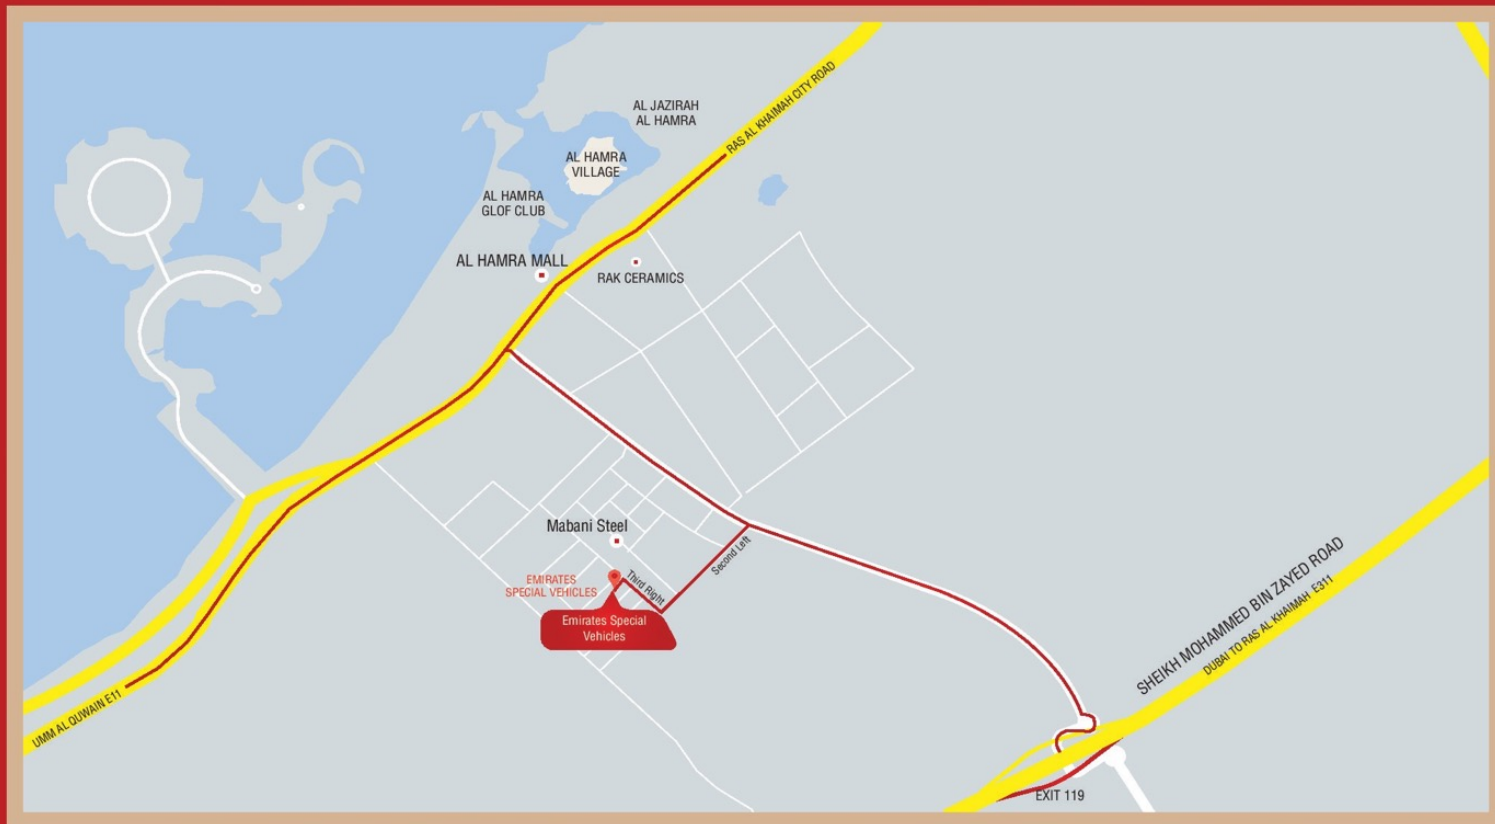 RAS AL KHAIMAH CITY ROAD
AL JAZIRAH
AL HAMRA
AL HAMRA
VILLAGE
AL HAMRA
GLOF CLUB
AL HAMRA MALL
RAK CERAMICS
Mabani Steel
Second Left
Third Right
EMIRATES
SPECIAL VEHICLES
Emirates Special
Vehicles
SHEIKH MOHAMMED BIN ZAYED ROAD
DUBAI TO RAS AL KHAIMAH E311
UMM AL QUWAIN E11
EXIT 119